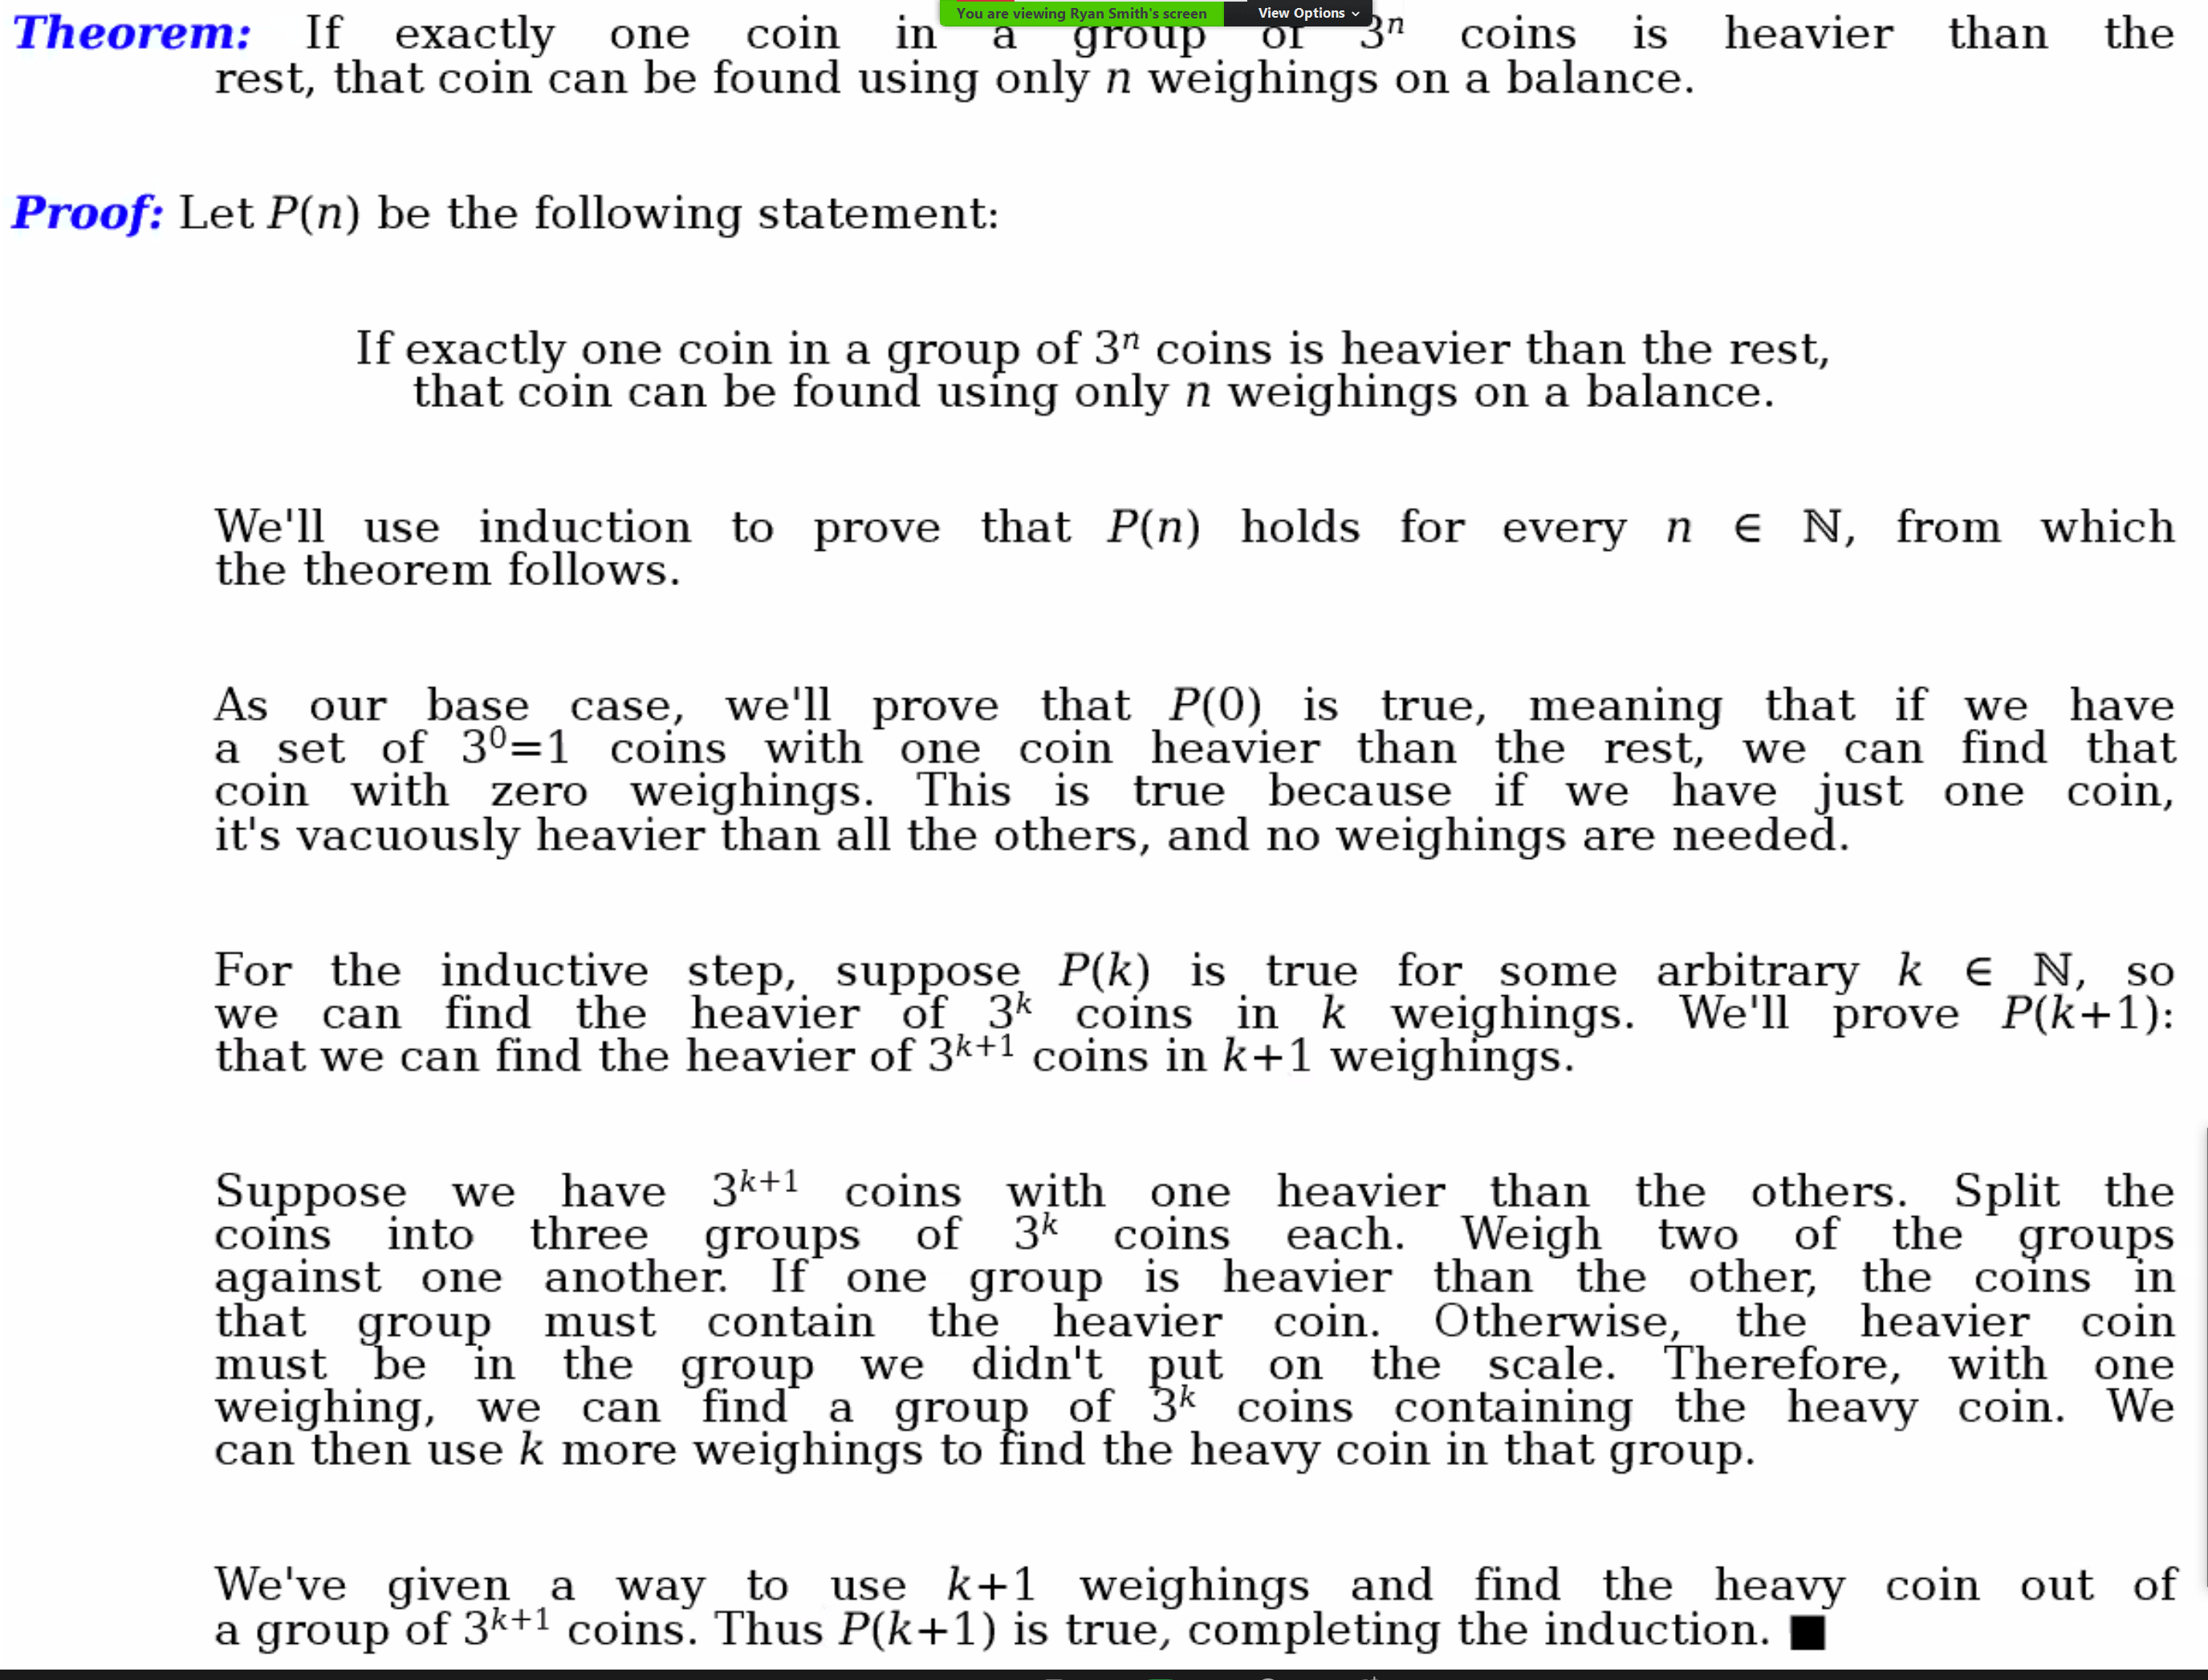 You are viewing Ryan Smith's screen View Options
Theorem: If exactly one coin in a group of 3ⁿ coins is heavier than the
rest, that coin can be found using only n weighings on a balance.
Proof: Let P(n) be the following statement:
If exactly one coin in a group of 3ⁿ coins is heavier than the rest,
that coin can be found using only n weighings on a balance.
We'll use induction to prove that P(n) holds for every n ∈ ℕ, from which
the theorem follows.
As our base case, we'll prove that P(0) is true, meaning that if we have
a set of 3⁰=1 coins with one coin heavier than the rest, we can find that
coin with zero weighings. This is true because if we have just one coin,
it's vacuously heavier than all the others, and no weighings are needed.
For the inductive step, suppose P(k) is true for some arbitrary k ∈ ℕ, so
we can find the heavier of 3ᵏ coins in k weighings. We'll prove P(k+1):
that we can find the heavier of 3ᵏ⁺¹ coins in k+1 weighings.
Suppose we have 3ᵏ⁺¹ coins with one heavier than the others. Split the
coins into three groups of 3ᵏ coins each. Weigh two of the groups
against one another. If one group is heavier than the other, the coins in
that group must contain the heavier coin. Otherwise, the heavier coin
must be in the group we didn't put on the scale. Therefore, with one
weighing, we can find a group of 3ᵏ coins containing the heavy coin. We
can then use k more weighings to find the heavy coin in that group.
We've given a way to use k+1 weighings and find the heavy coin out of
a group of 3ᵏ⁺¹ coins. Thus P(k+1) is true, completing the induction. ■